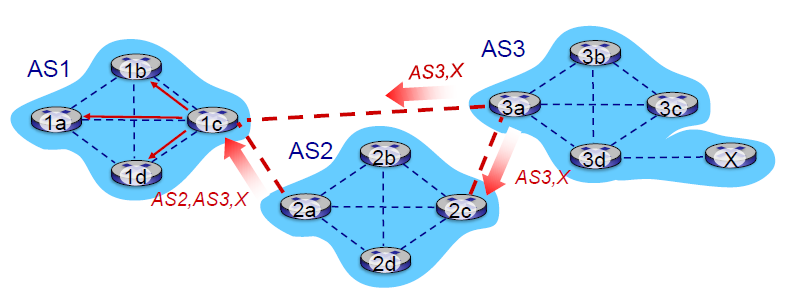 AS1
1b
1a
1c
1d
AS2,AS3,X
AS2
2b
2a
2c
2d
AS3,X
AS3
3b
3a
3c
3d
X
AS3,X